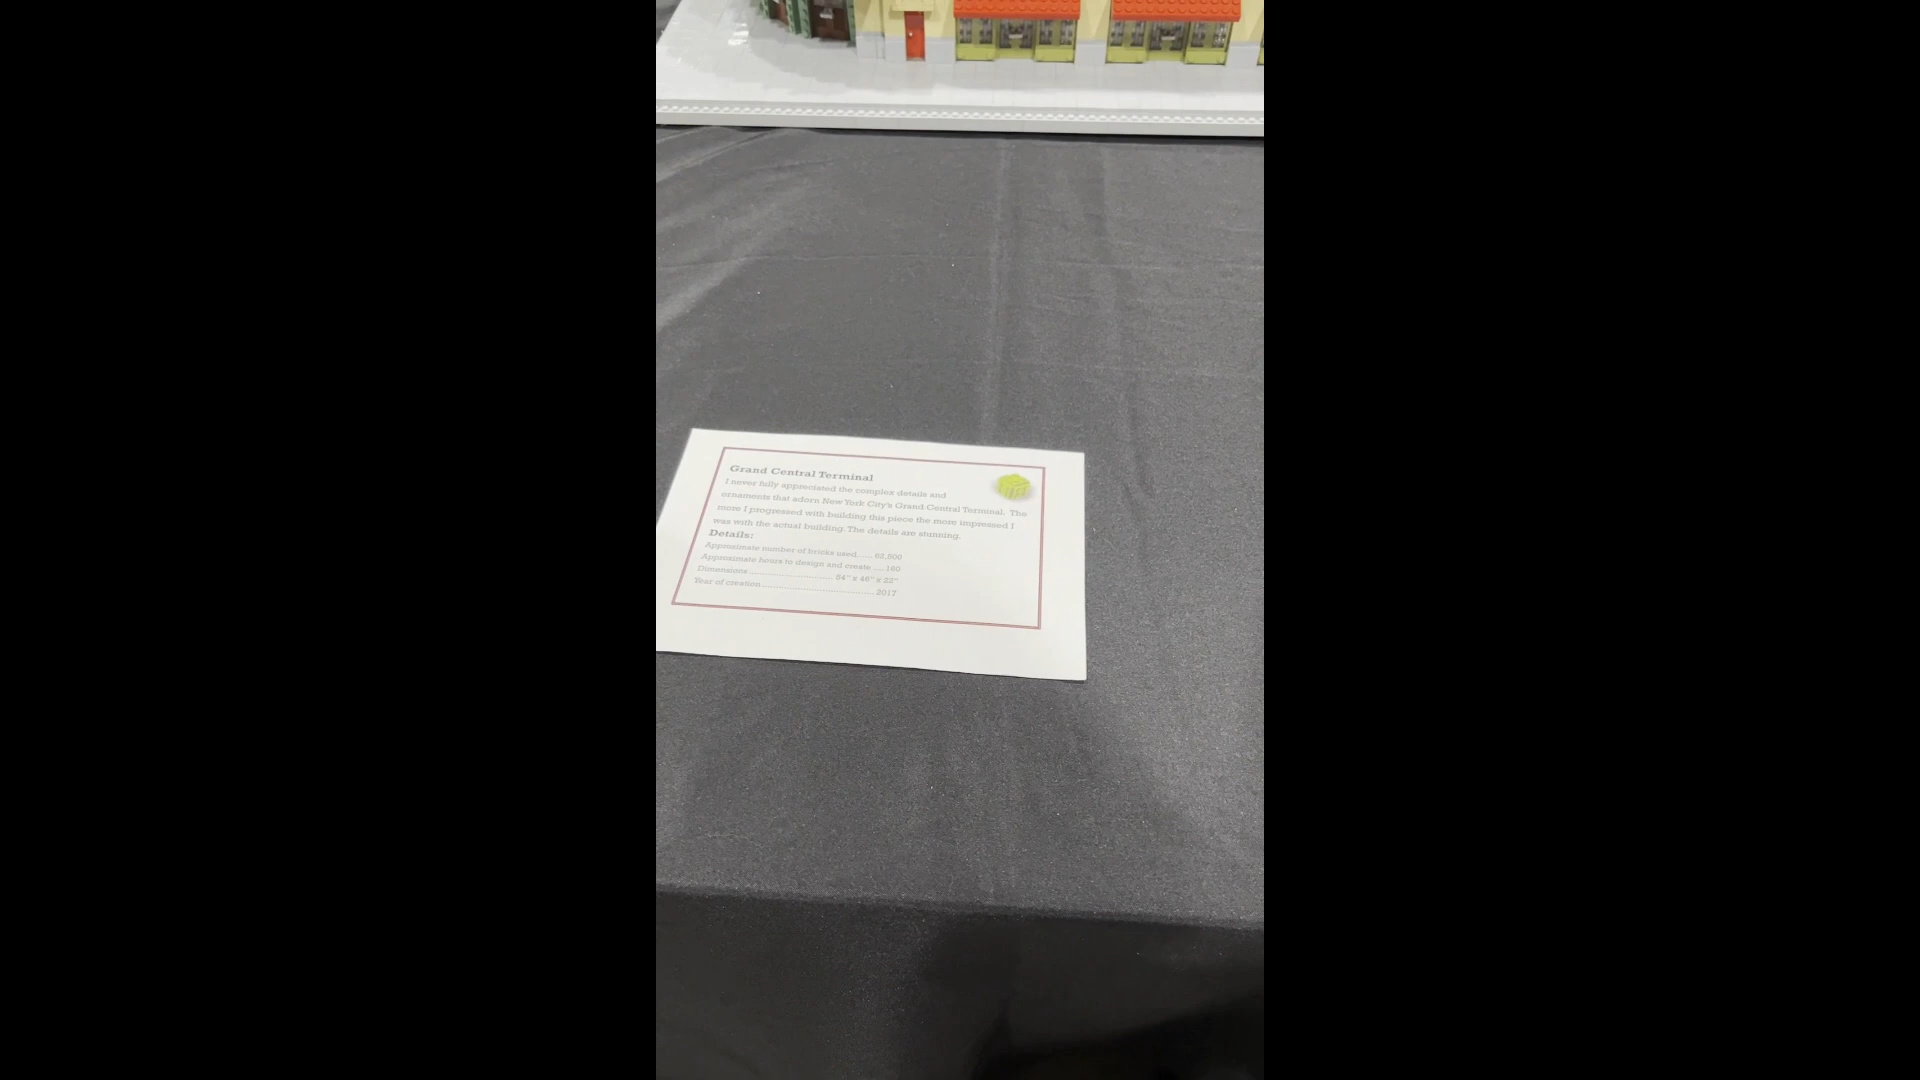 Grand Central Terminal
I never fully appreciated the complex details and
ornaments that adorn New York City's Grand Central Terminal. The
more I progressed with building this piece the more impressed I
was with the actual building. The details are stunning.
Details:
Approximate number of bricks used...... 62,500
Approximate hours to design and create .... 160
Dimensions.............................. 84" x 46" x 22"
Year of creation........................................ 2017